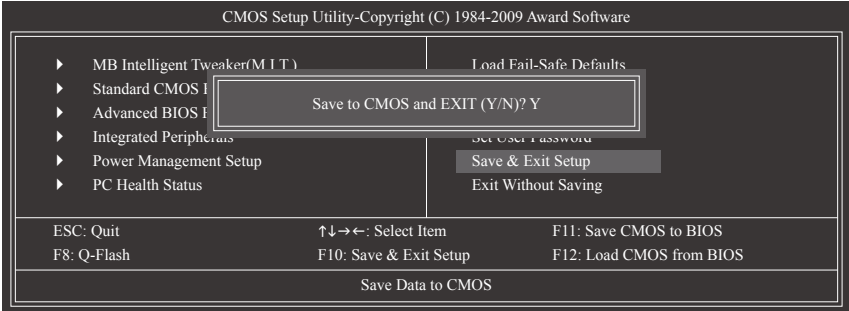 CMOS Setup Utility-Copyright (C) 1984-2009 Award Software
MB Intelligent Tweaker(M.I.T.)
Standard CMOS
Advanced BIOS
Integrated Peripherals
Power Management Setup
PC Health Status
Load Fail-Safe Defaults
Set User Password
Save & Exit Setup
Exit Without Saving
Save to CMOS and EXIT (Y/N)? Y
ESC: Quit ↑↓→←: Select Item F11: Save CMOS to BIOS
F8: Q-Flash F10: Save & Exit Setup F12: Load CMOS from BIOS
Save Data to CMOS